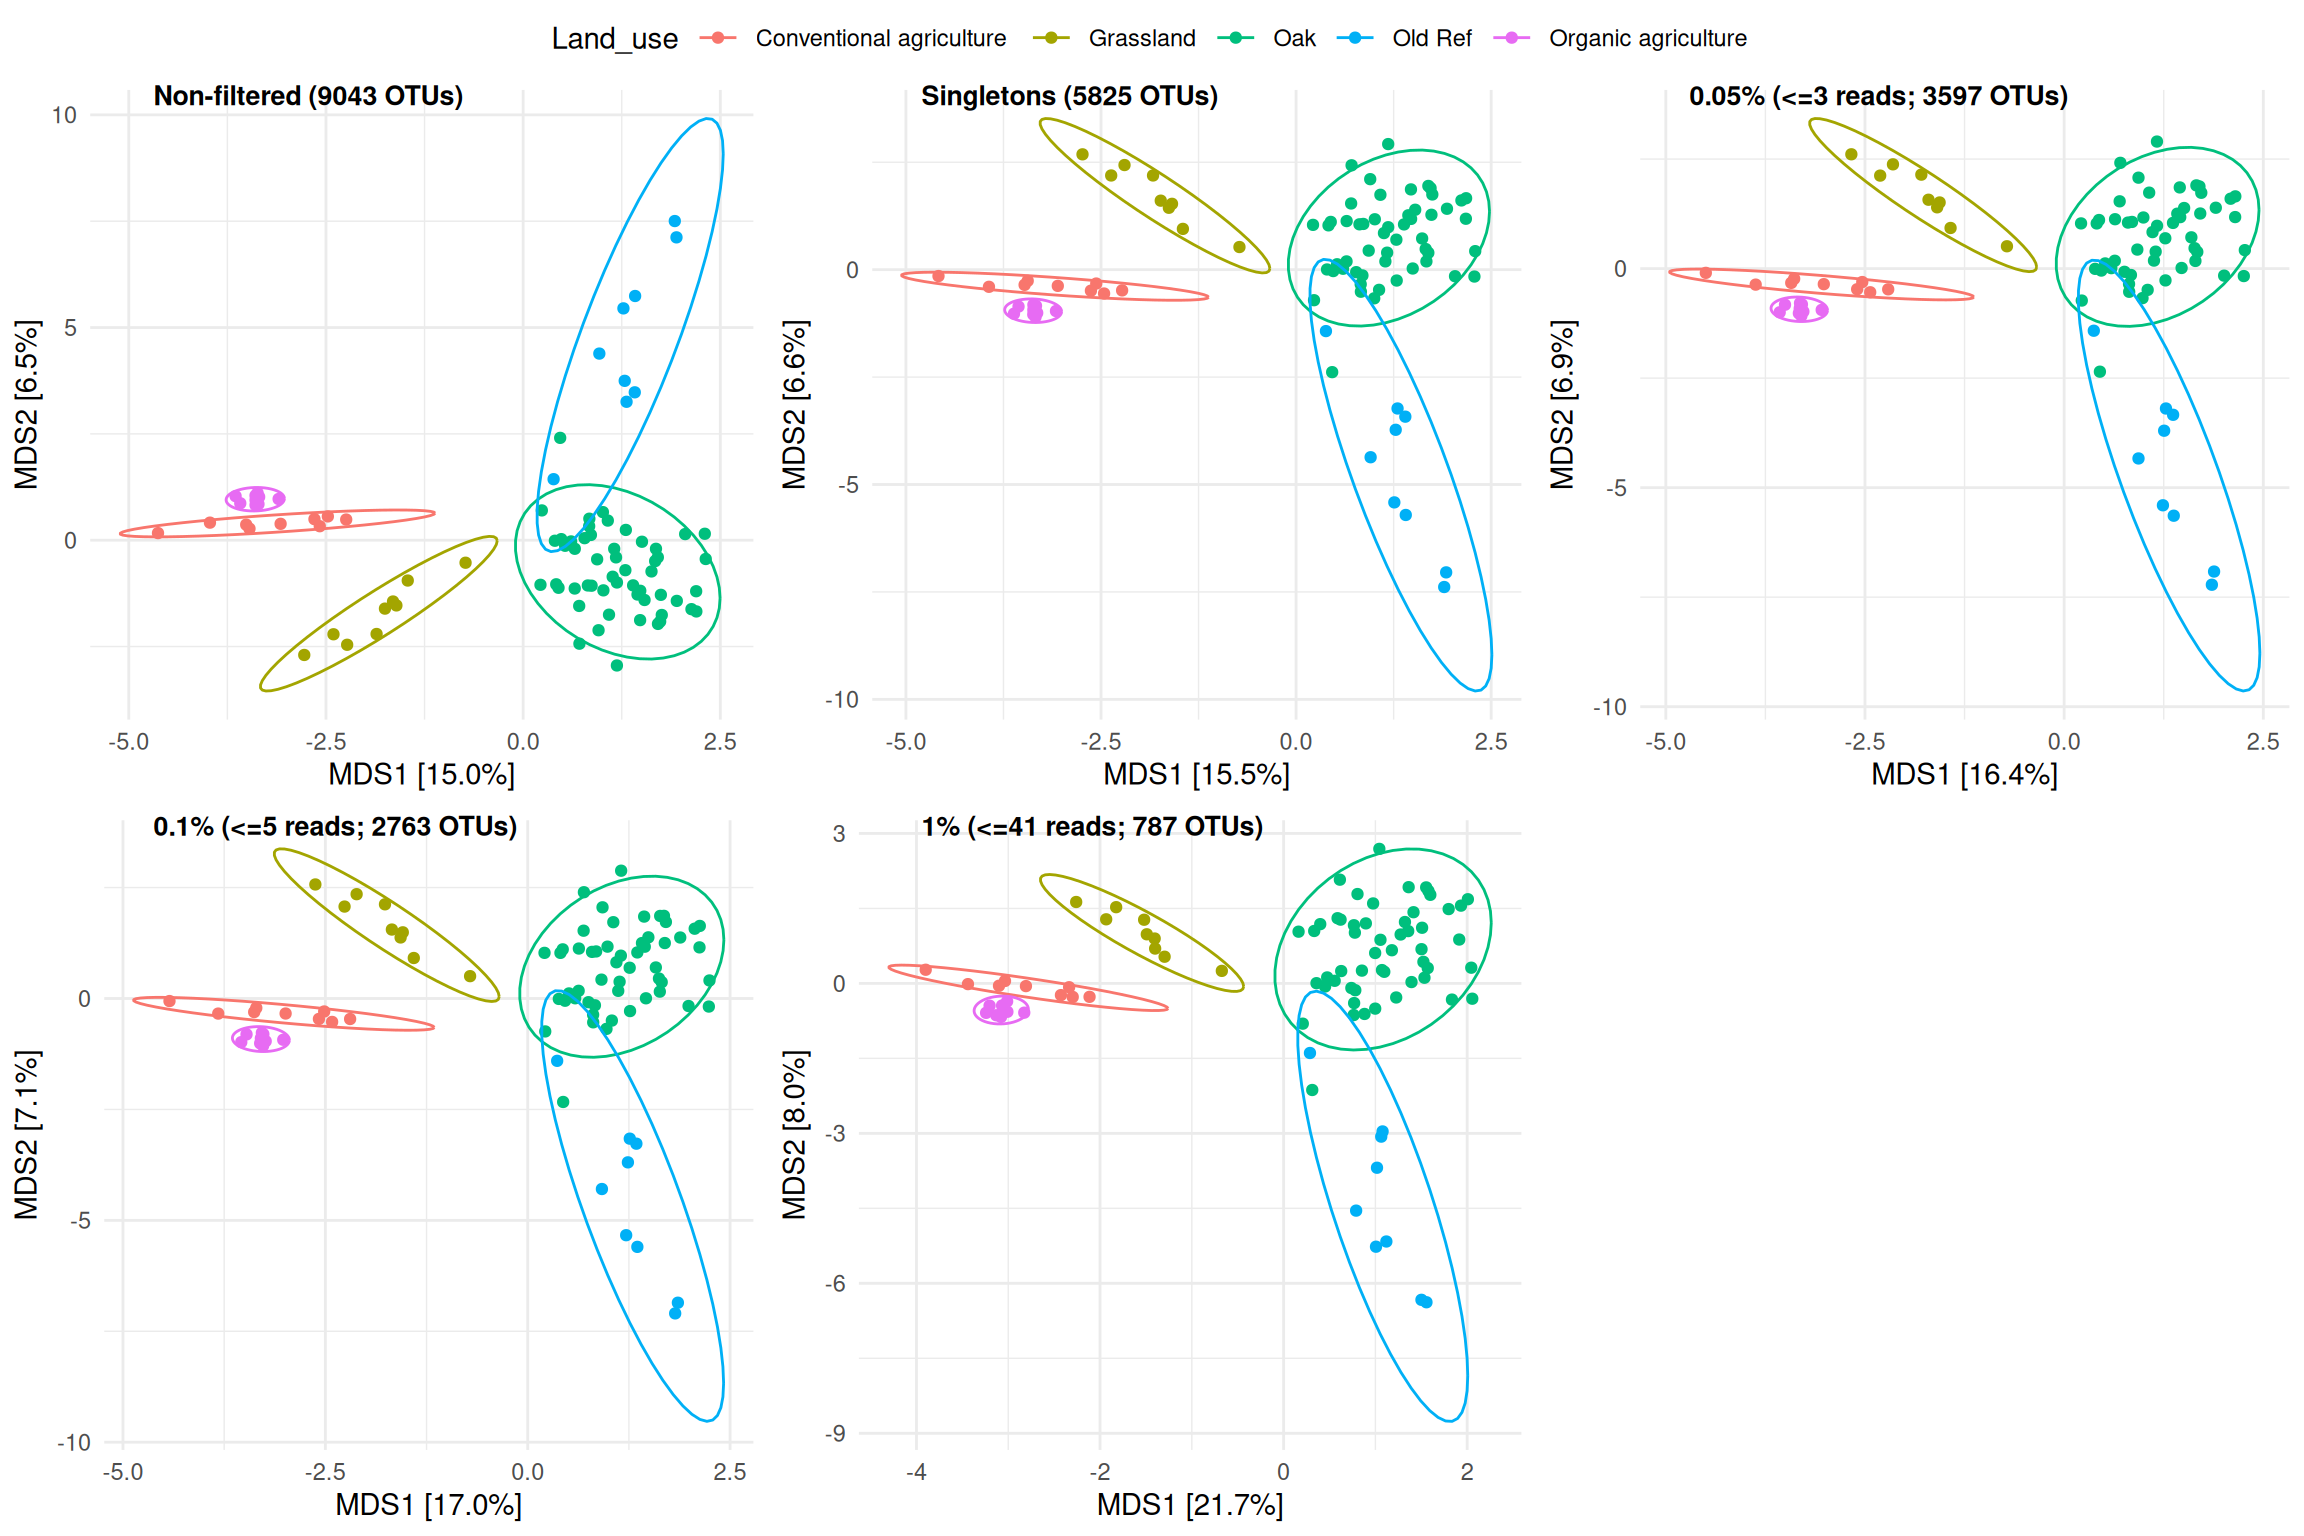 Land_use Conventional agriculture Grassland Oak Old Ref Organic agriculture
Non-filtered (9043 OTUs)
10
5
0
MDS2 [6.5%]
-5.0 -2.5 0.0 2.5
MDS1 [15.0%]
Singletons (5825 OTUs)
0
-5
-10
MDS2 [6.6%]
-5.0 -2.5 0.0 2.5
MDS1 [15.5%]
0.05% (<=3 reads; 3597 OTUs)
0
-5
-10
MDS2 [6.9%]
-5.0 -2.5 0.0 2.5
MDS1 [16.4%]
0.1% (<=5 reads; 2763 OTUs)
0
-5
-10
MDS2 [7.1%]
-5.0 -2.5 0.0 2.5
MDS1 [17.0%]
1% (<=41 reads; 787 OTUs)
3
0
-3
-6
-9
MDS2 [8.0%]
-4 -2 0 2
MDS1 [21.7%]